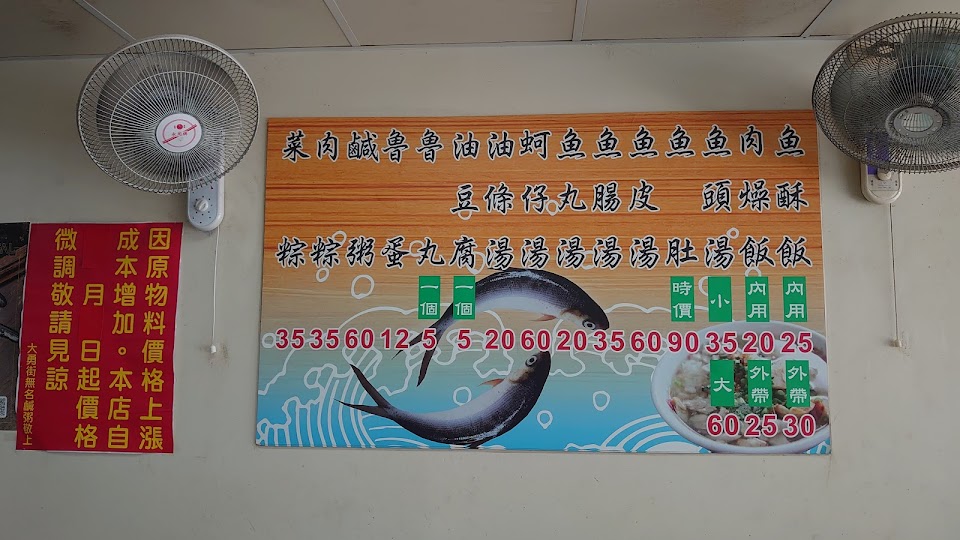 魚酥飯 內用 25 外帶 30
肉燥飯 內用 20 外帶 25
魚頭湯 小 35 大 60
魚肚 時價 90
魚皮湯 60
魚腸湯 35
魚丸湯 20
蚵仔湯 60
油條湯 20
油豆腐 一個 5
魯丸 一個 5
魯蛋 12
鹹粥 60
肉粽 35
菜粽 35
因原物料價格上漲
成本增加。本店自
月 日起價格
微調敬請見諒
大勇街無名鹹粥敬上